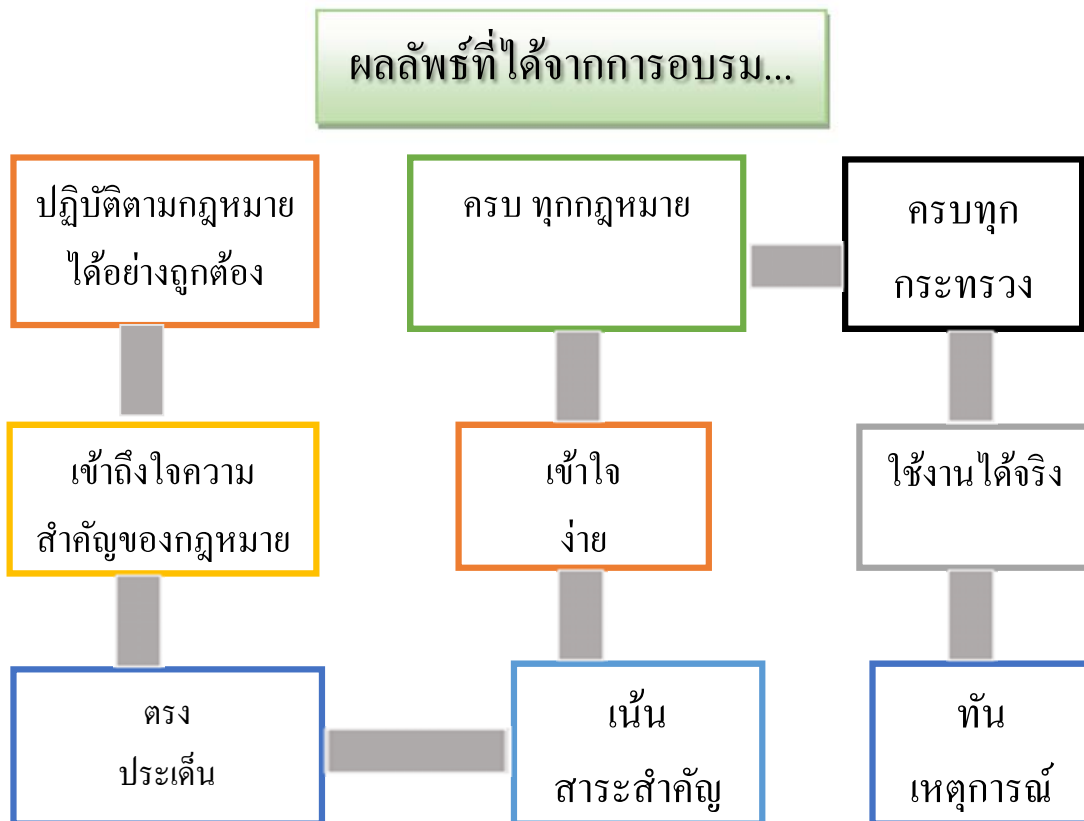 ผลลัพธ์ที่ได้จากการอบรม...
ปฏิบัติตามกฎหมาย
ได้อย่างถูกต้อง
เข้าถึงใจความ
สำคัญของกฎหมาย
ตรง
ประเด็น
เน้น
สาระสำคัญ
เข้าใจ
ง่าย
ครบ ทุกกฎหมาย
ครบทุก
กระทรวง
ใช้งานได้จริง
ทัน
เหตุการณ์